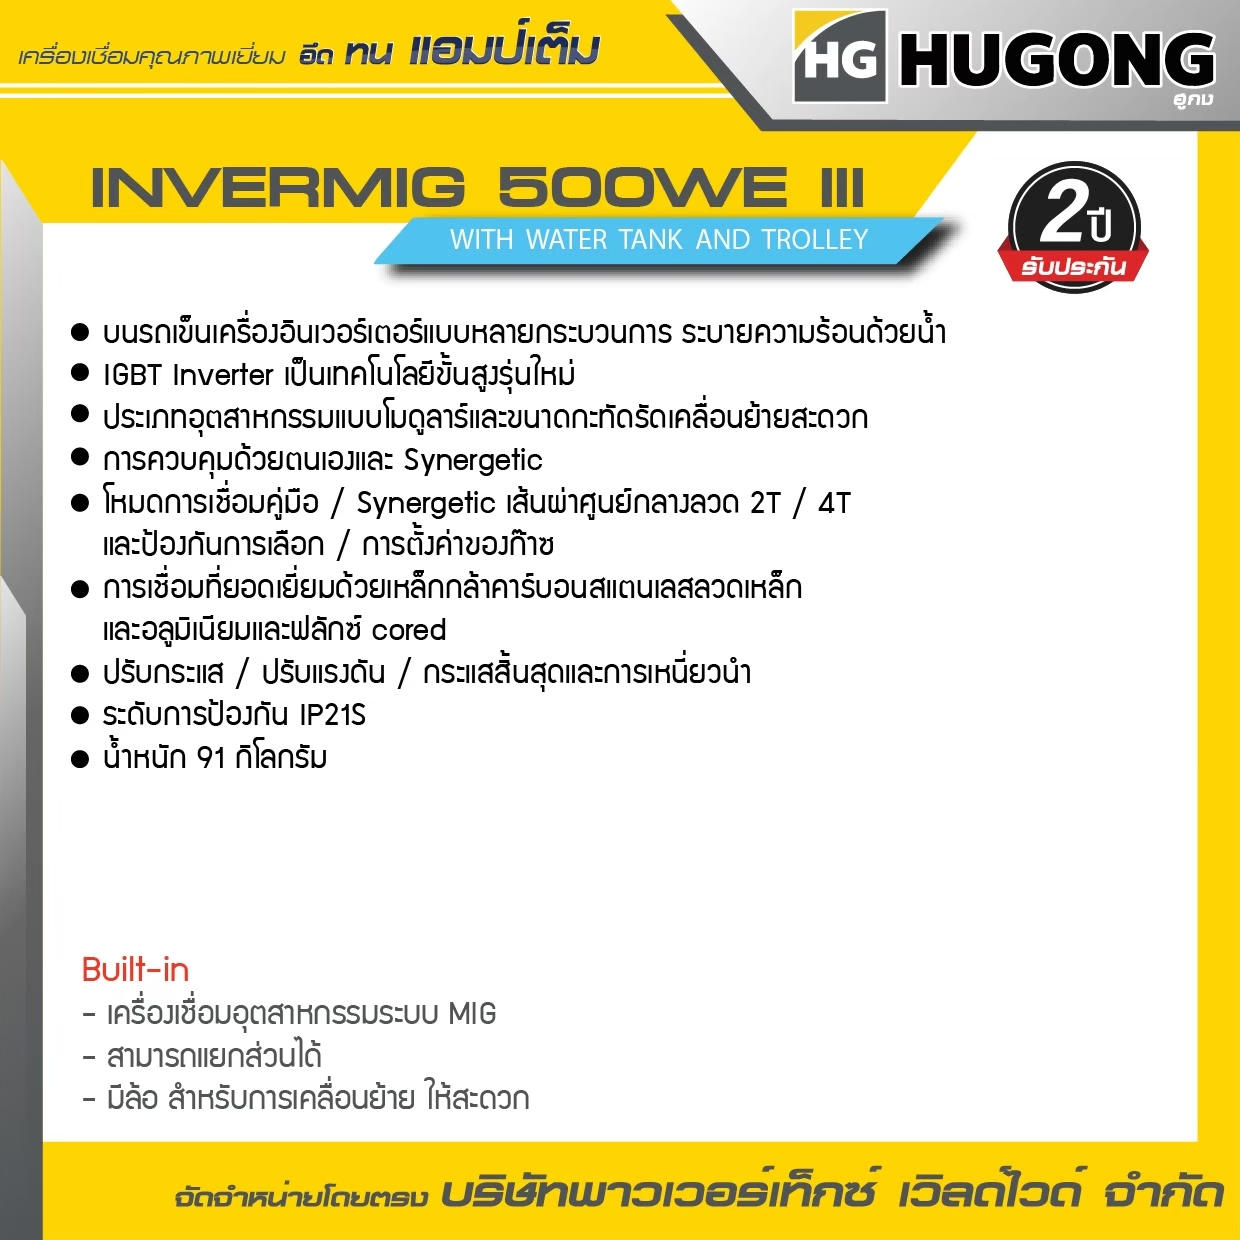 เครื่องเชื่อมคุณภาพเยี่ยม อึด ทน แอมป์เต็ม
HG HUGONG
ฮูกง
INVERMIG 500WE III
WITH WATER TANK AND TROLLEY
2 ปี
รับประกัน
● บนรถเข็นเครื่องอินเวอร์เตอร์แบบหลายกระบวนการ ระบายความร้อนด้วยน้ำ
● IGBT Inverter เป็นเทคโนโลยีขั้นสูงรุ่นใหม่
● ประเภทอุตสาหกรรมแบบโมดูลาร์และขนาดกะทัดรัดเคลื่อนย้ายสะดวก
● การควบคุมด้วยตนเองและ Synergetic
● โหมดการเชื่อมคู่มือ / Synergetic เส้นผ่าศูนย์กลางลวด 2T / 4T
และป้องกันการเลือก / การตั้งค่าของก๊าซ
● การเชื่อมที่ยอดเยี่ยมด้วยเหล็กกล้าคาร์บอนสแตนเลสลวดเหล็ก
และอลูมิเนียมและฟลักซ์ cored
● ปรับกระแส / ปรับแรงดัน / กระแสสิ้นสุดและการเหนี่ยวนำ
● ระดับการป้องกัน IP21S
● น้ำหนัก 91 กิโลกรัม
Built-in
- เครื่องเชื่อมอุตสาหกรรมระบบ MIG
- สามารถแยกส่วนได้
- มีล้อ สำหรับการเคลื่อนย้าย ให้สะดวก
จัดจำหน่ายโดยตรง บริษัทพาวเวอร์เท็กซ์ เวิลด์ไวด์ จำกัด